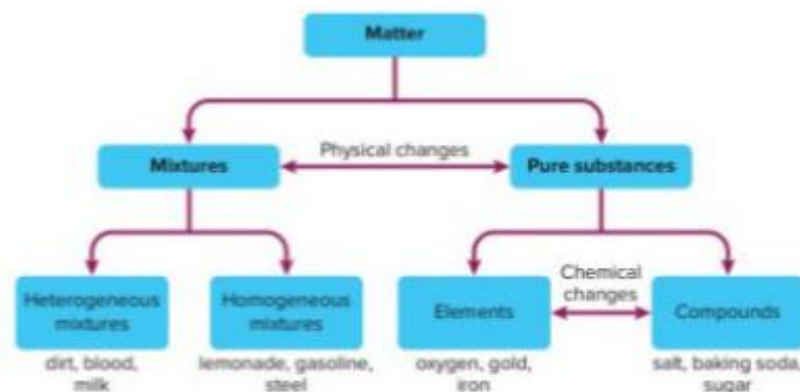 Matter
Physical changes
Mixtures
Pure substances
Chemical
changes
Heterogeneous
mixtures
Homogeneous
mixtures
Elements
Compounds
dirt, blood,
milk
lemonade, gasoline,
steel
oxygen, gold,
iron
salt, baking soda,
sugar